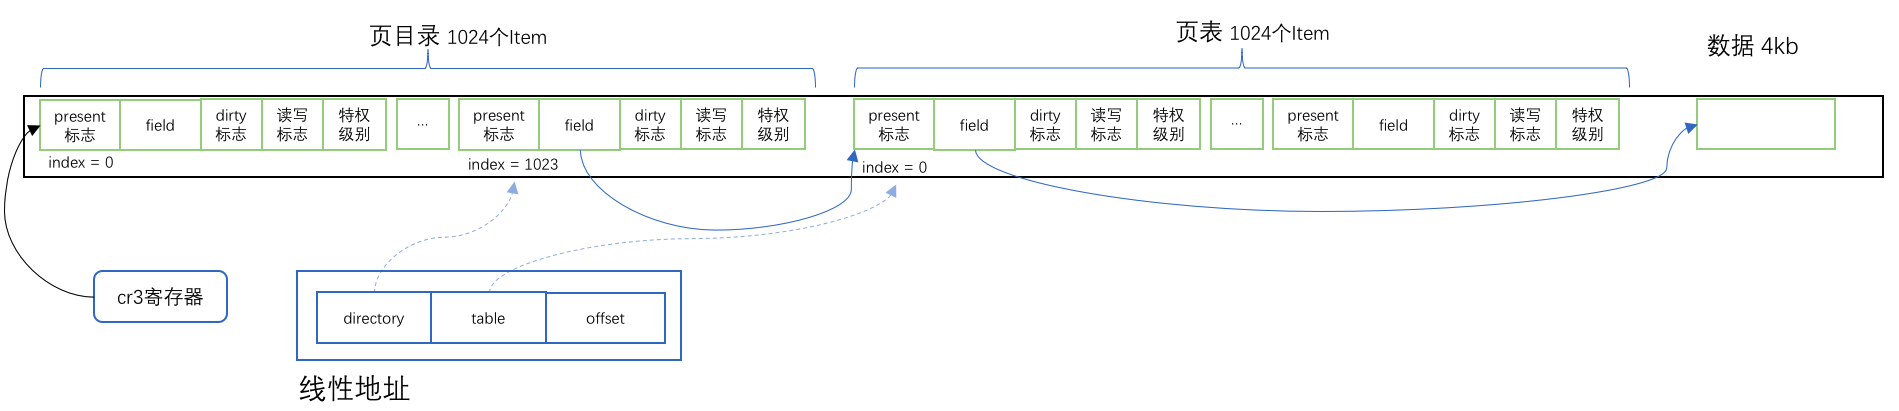 页目录 1024个Item
页表 1024个Item
数据 4kb
present
标志
field
dirty
标志
读写
标志
特权
级别
...
present
标志
field
dirty
标志
读写
标志
特权
级别
present
标志
field
dirty
标志
读写
标志
特权
级别
...
present
标志
field
dirty
标志
读写
标志
特权
级别
index = 0
index = 1023
index = 0
cr3寄存器
directory
table
offset
线性地址